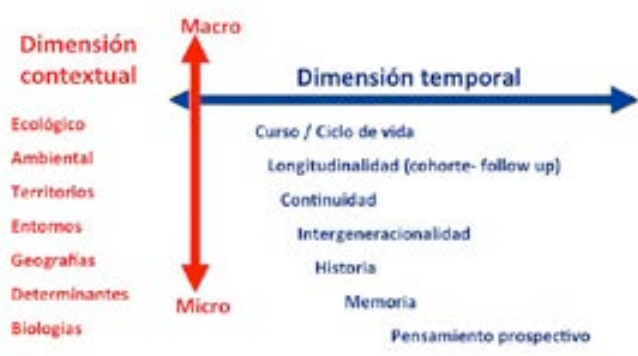 Macro
Dimensión
contextual
Dimensión temporal
Ecológico
Ambiental
Territorios
Entornos
Geografías
Determinantes
Biologías
Curso / Ciclo de vida
Longitudinalidad (cohorte- follow up)
Continuidad
Intergeneracionalidad
Historia
Memoria
Pensamiento prospectivo
Micro